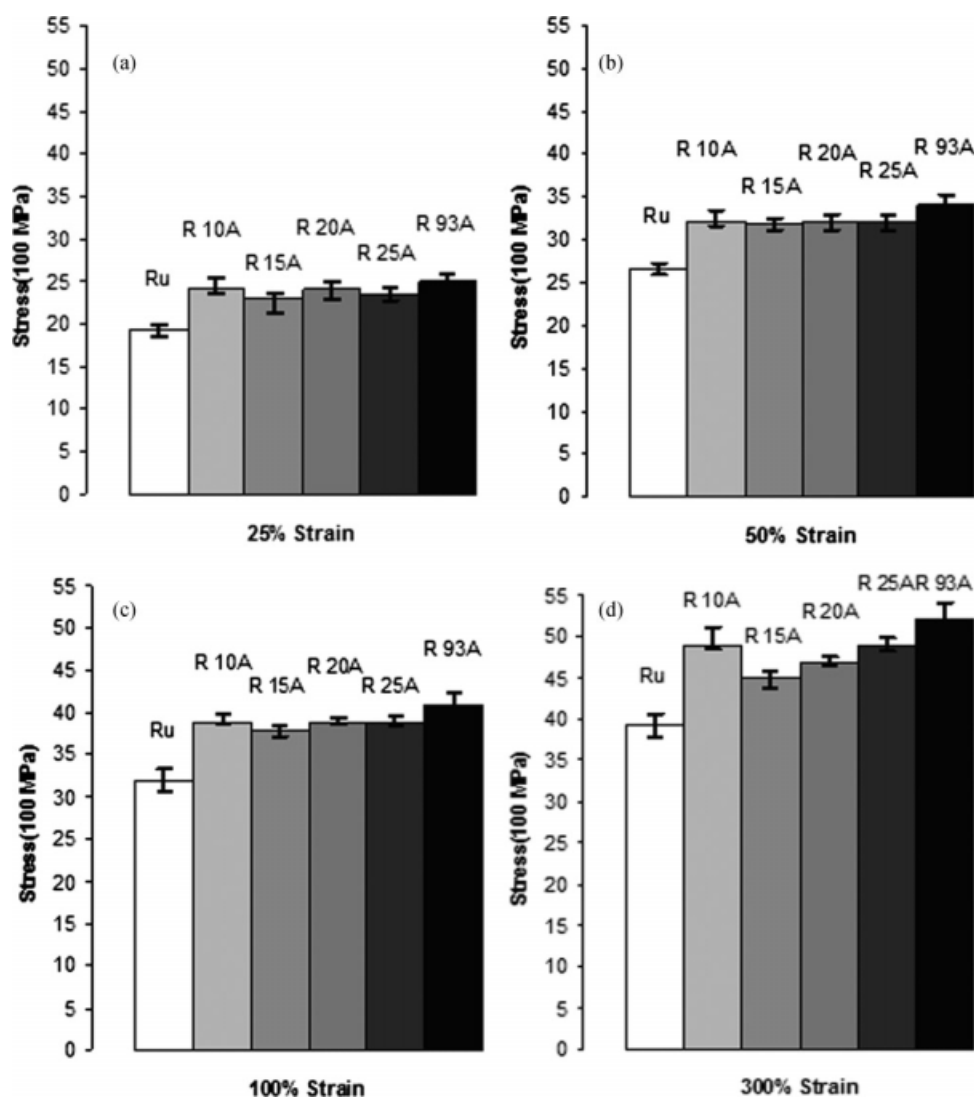 (a)
Stress(100 MPa)
55
50
45
40
35
30
25
20
15
10
5
0
Ru
R 10A
R 15A
R 20A
R 25A
R 93A
25% Strain
(b)
Stress(100 MPa)
55
50
45
40
35
30
25
20
15
10
5
0
Ru
R 10A
R 15A
R 20A
R 25A
R 93A
50% Strain
(c)
Stress(100 MPa)
55
50
45
40
35
30
25
20
15
10
5
0
Ru
R 10A
R 15A
R 20A
R 25A
R 93A
100% Strain
(d)
Stress(100 MPa)
55
50
45
40
35
30
25
20
15
10
5
0
Ru
R 10A
R 15A
R 20A
R 25A
R 93A
300% Strain